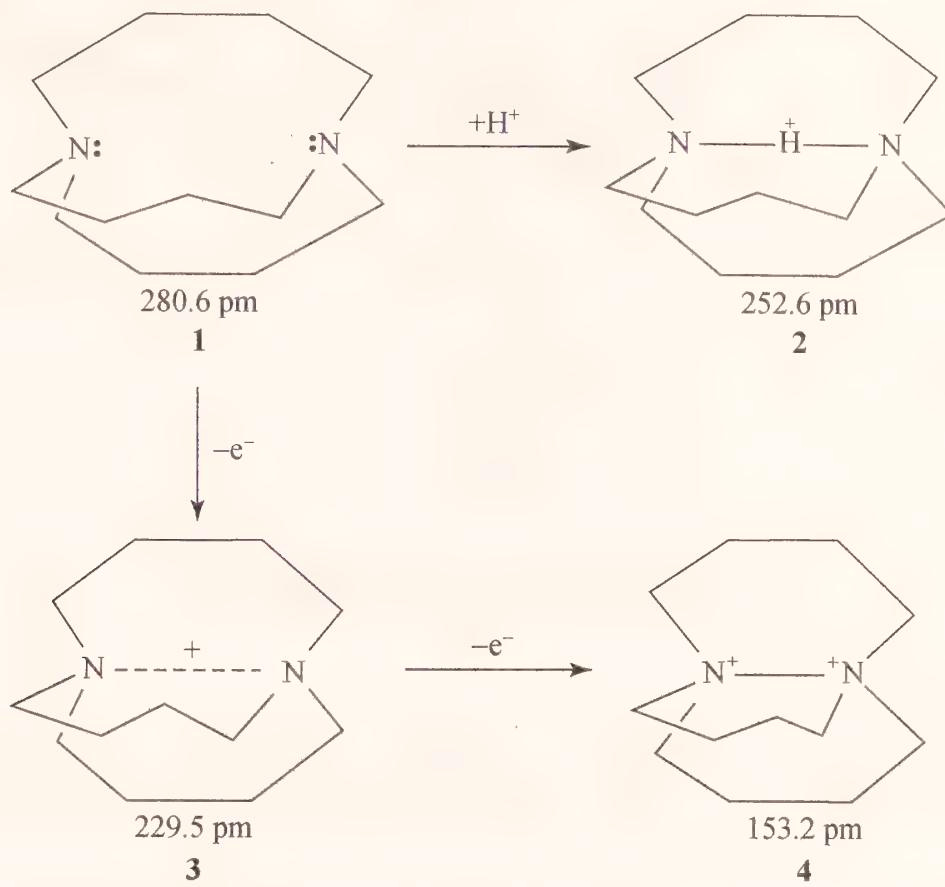 N: :N
+H⁺
N H⁺ N
280.6 pm
1
252.6 pm
2
–e⁻
N + N
–e⁻
N⁺ ⁺N
229.5 pm
3
153.2 pm
4